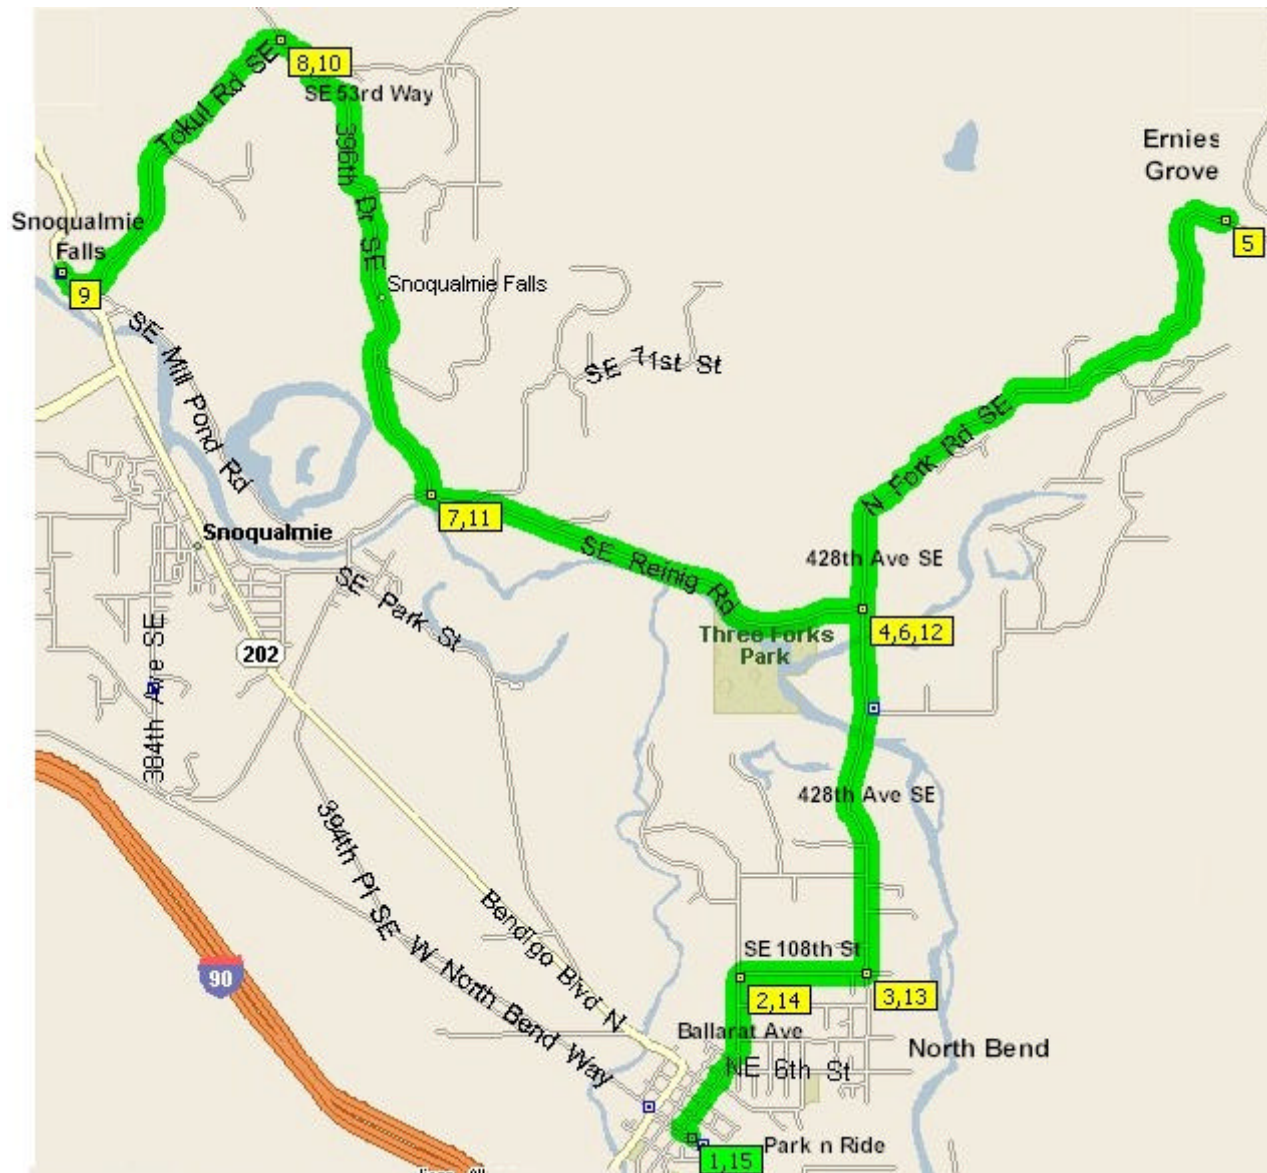 8,10
SE 53rd Way
Tokul Rd SE
396th Dr SE
Ernies
Grove
5
Snoqualmie
Falls
9
Snoqualmie Falls
SE Mill Pond Rd
SE 71st St
N Fork Rd SE
7,11
Snoqualmie
SE Reinig Rd
428th Ave SE
4,6,12
SE Park St
Three Forks
Park
202
384th Ave SE
428th Ave SE
394th Pl SE
Bendigo Blvd N
W North Bend Way
90
SE 108th St
2,14
3,13
Ballarat Ave
North Bend
NE 6th St
Park n Ride
1,15